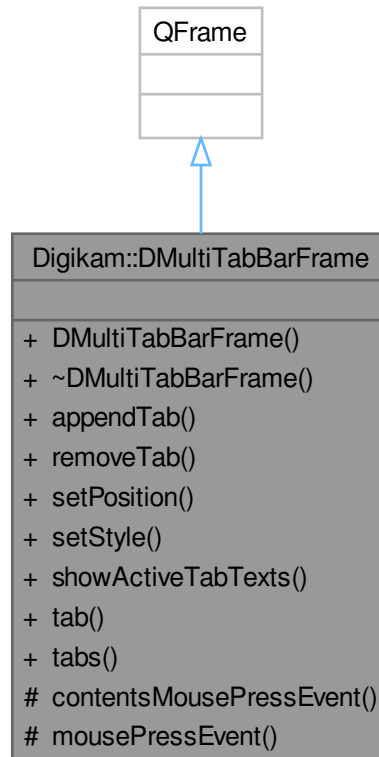 QFrame
Digikam::DMultiTabBarFrame
+ DMultiTabBarFrame()
+ ~DMultiTabBarFrame()
+ appendTab()
+ removeTab()
+ setPosition()
+ setStyle()
+ showActiveTabTexts()
+ tab()
+ tabs()
# contentsMousePressEvent()
# mousePressEvent()